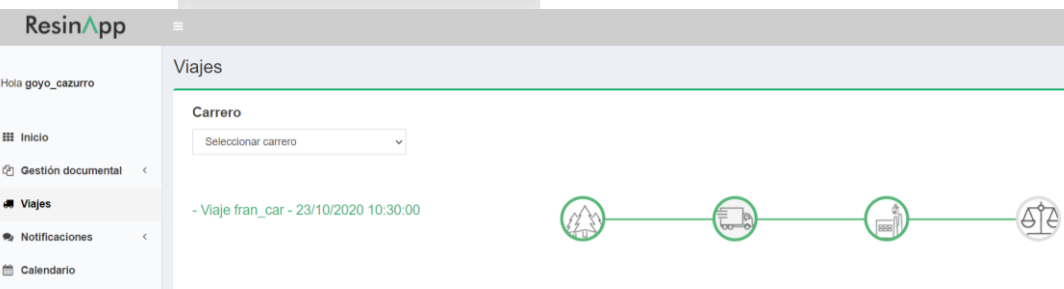 ResinApp
Hola goyo_cazurro
Inicio
Gestión documental
Viajes
Notificaciones
Calendario
Viajes
Carrero
Seleccionar carrero
- Viaje fran_car - 23/10/2020 10:30:00